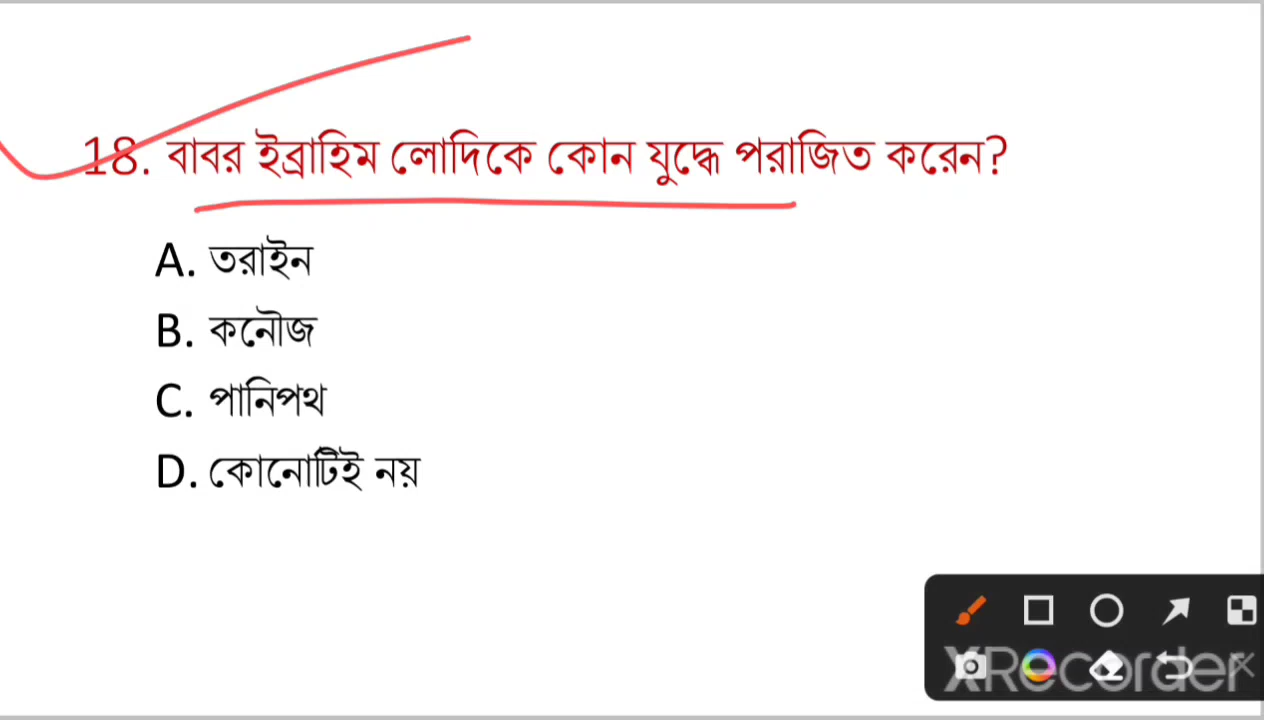 18. বাবর ইব্রাহিম লোদিকে কোন যুদ্ধে পরাজিত করেন?
A. তরাইন
B. কনৌজ
C. পানিপথ
D. কোনোটিই নয়
XRecorder